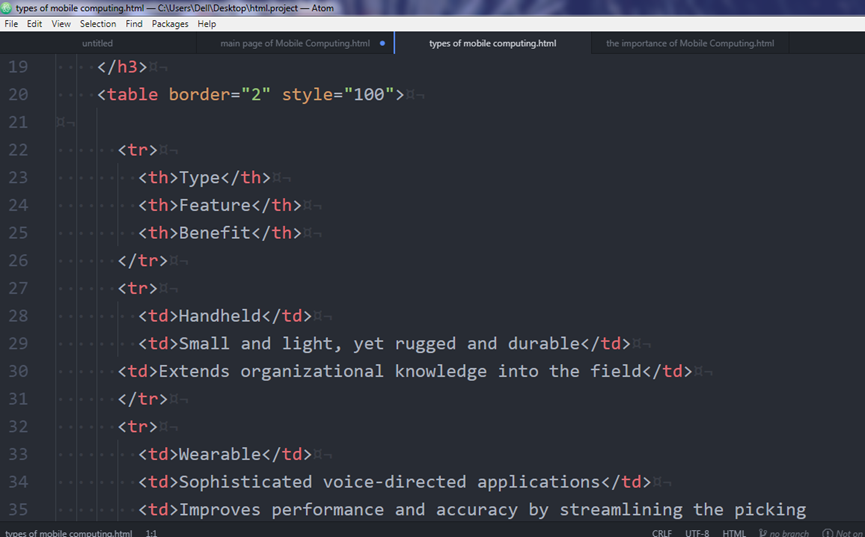 types of mobile computing.html — C:\Users\Dell\Desktop\html.project — Atom
File Edit View Selection Find Packages Help
untitled main page of Mobile Computing.html types of mobile computing.html the importance of Mobile Computing.html
19 </h3>
20 <table border="2" style="100">
21
22 <tr>
23 <th>Type</th>
24 <th>Feature</th>
25 <th>Benefit</th>
26 </tr>
27 <tr>
28 <td>Handheld</td>
29 <td>Small and light, yet rugged and durable</td>
30 <td>Extends organizational knowledge into the field</td>
31 </tr>
32 <tr>
33 <td>Wearable</td>
34 <td>Sophisticated voice-directed applications</td>
35 <td>Improves performance and accuracy by streamlining the picking
types of mobile computing.html 1:1 CRLF UTF-8 HTML no branch Not on